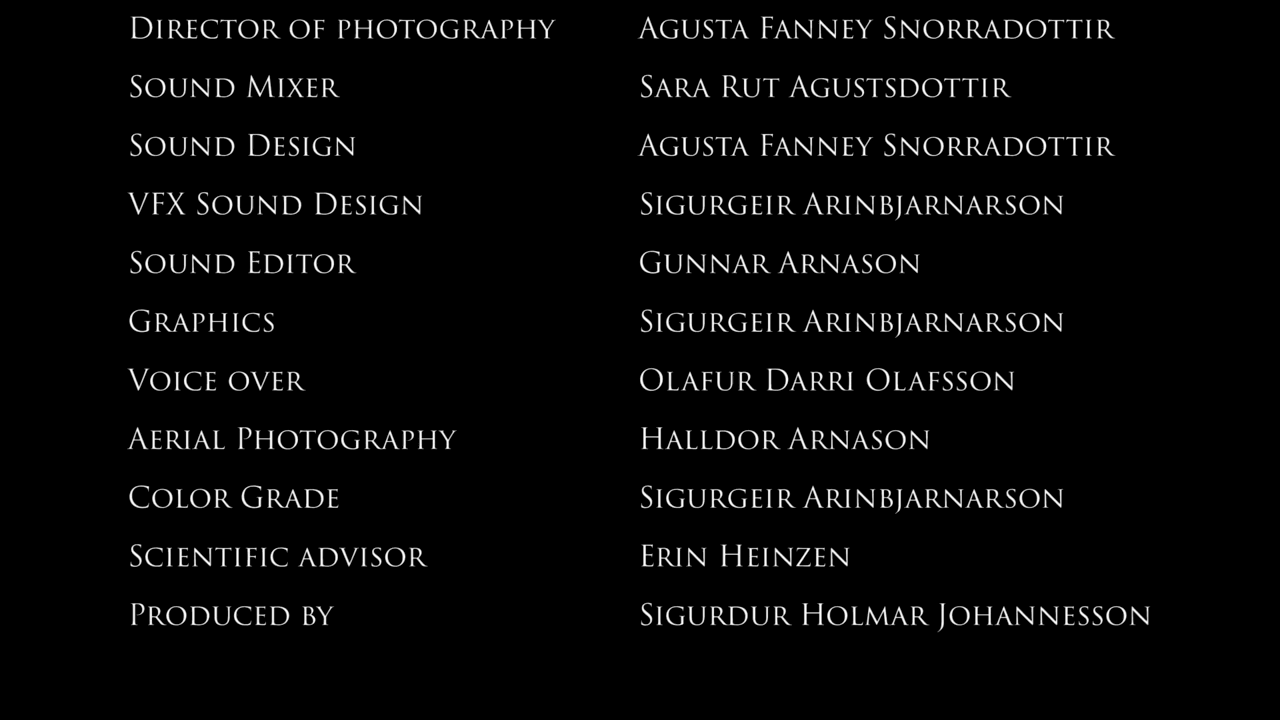 Director of photography Agusta Fanney Snorradottir
Sound Mixer Sara Rut Agustsdottir
Sound Design Agusta Fanney Snorradottir
VFX Sound Design Sigurgeir Arinbjarnarson
Sound Editor Gunnar Arnason
Graphics Sigurgeir Arinbjarnarson
Voice over Olafur Darri Olafsson
Aerial Photography Halldor Arnason
Color Grade Sigurgeir Arinbjarnarson
Scientific advisor Erin Heinzen
Produced by Sigurdur Holmar Johannesson